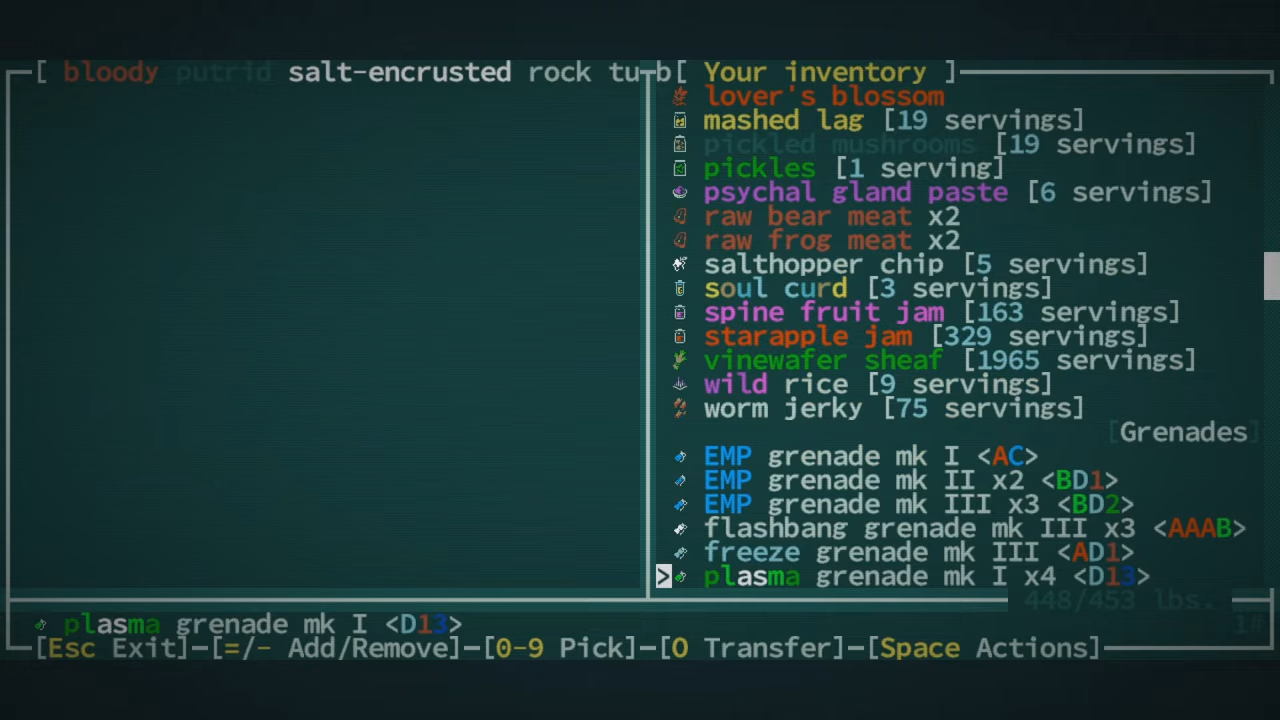 [ bloody putrid salt-encrusted rock tu b[ Your inventory ]
lover's blossom
mashed lag [19 servings]
pickled mushrooms [19 servings]
pickles [1 serving]
psychal gland paste [6 servings]
raw bear meat x2
raw frog meat x2
salthopper chip [5 servings]
soul curd [3 servings]
spine fruit jam [163 servings]
starapple jam [329 servings]
vinewafer sheaf [1965 servings]
wild rice [9 servings]
worm jerky [75 servings]
[Grenades]
EMP grenade mk I <AC>
EMP grenade mk II x2 <BD1>
EMP grenade mk III x3 <BD2>
flashbang grenade mk III x3 <AAAB>
freeze grenade mk III <AD1>
> plasma grenade mk I x4 <D13>
448/453 lbs.
plasma grenade mk I <D13>
1#
[Esc Exit]-[=/- Add/Remove]-[0-9 Pick]-[O Transfer]-[Space Actions]